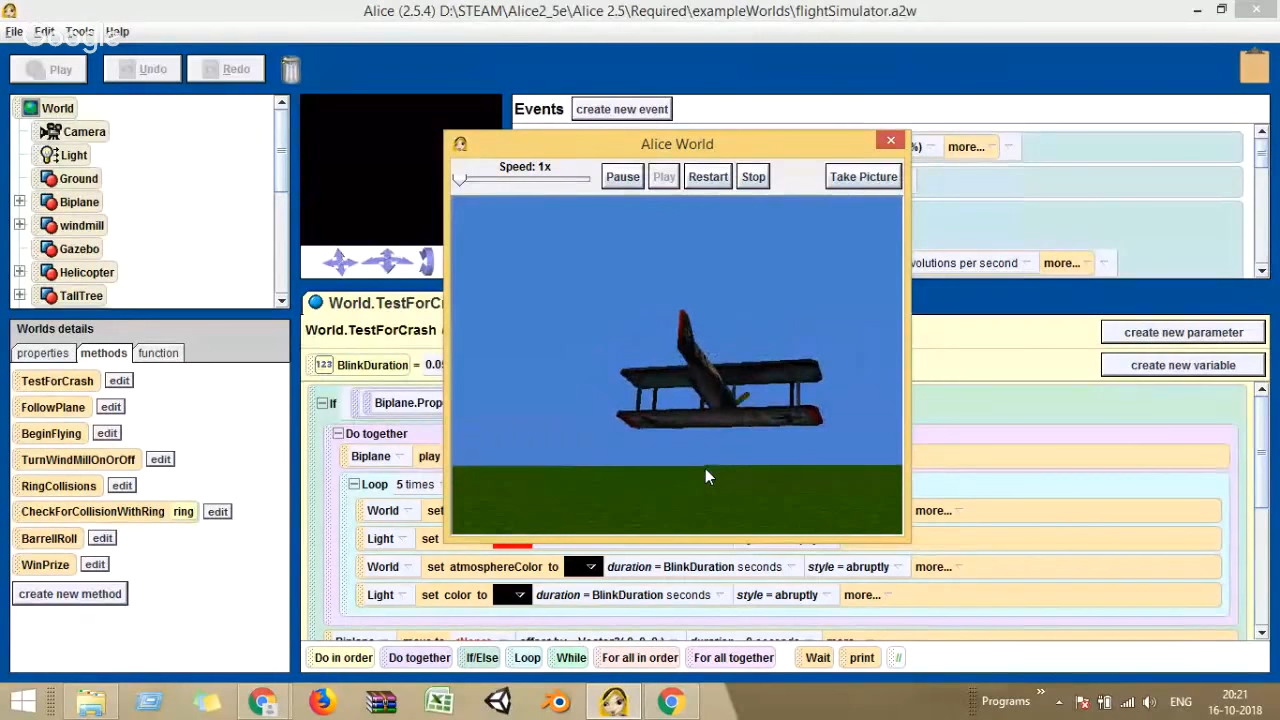 Alice (2.5.4) D:\STEAM\Alice2_5e\Alice 2.5\Required\exampleWorlds\flightSimulator.a2w
File Edit Tools Help
Google
Play Undo Redo
World
Camera
Light
Ground
Biplane
windmill
Gazebo
Helicopter
TallTree
Events create new event
%) more...
volutions per second more...
Alice World
Speed: 1x Pause Play Restart Stop Take Picture
Worlds details
properties methods function
TestForCrash edit
FollowPlane edit
BeginFlying edit
TurnWindMillOnOrOff edit
RingCollisions edit
CheckForCollisionWithRing ring edit
BarrellRoll edit
WinPrize edit
create new method
World.TestForCr
World.TestForCrash
create new parameter
123 BlinkDuration = 0.09
create new variable
If Biplane.Prop
Do together
Biplane play
Loop 5 times
World set more...
Light set
World set atmosphereColor to duration = BlinkDuration seconds style = abruptly more...
Light set color to duration = BlinkDuration seconds style = abruptly more...
Do in order Do together If/Else Loop While For all in order For all together Wait print //
Programs ENG 20:21
16-10-2018